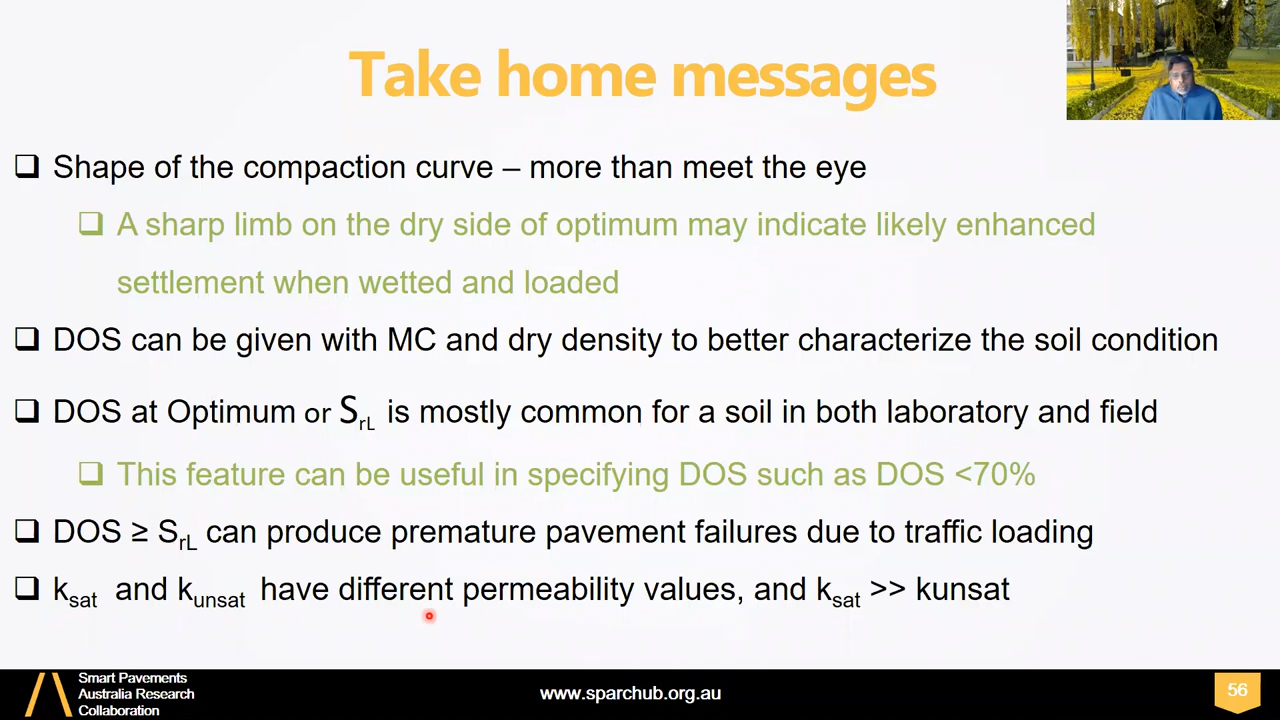 Take home messages
Shape of the compaction curve – more than meet the eye
A sharp limb on the dry side of optimum may indicate likely enhanced
settlement when wetted and loaded
DOS can be given with MC and dry density to better characterize the soil condition
DOS at Optimum or SrL is mostly common for a soil in both laboratory and field
This feature can be useful in specifying DOS such as DOS <70%
DOS ≥ SrL can produce premature pavement failures due to traffic loading
ksat and kunsat have different permeability values, and ksat >> kunsat
Smart Pavements
Australia Research
Collaboration
www.sparchub.org.au
56